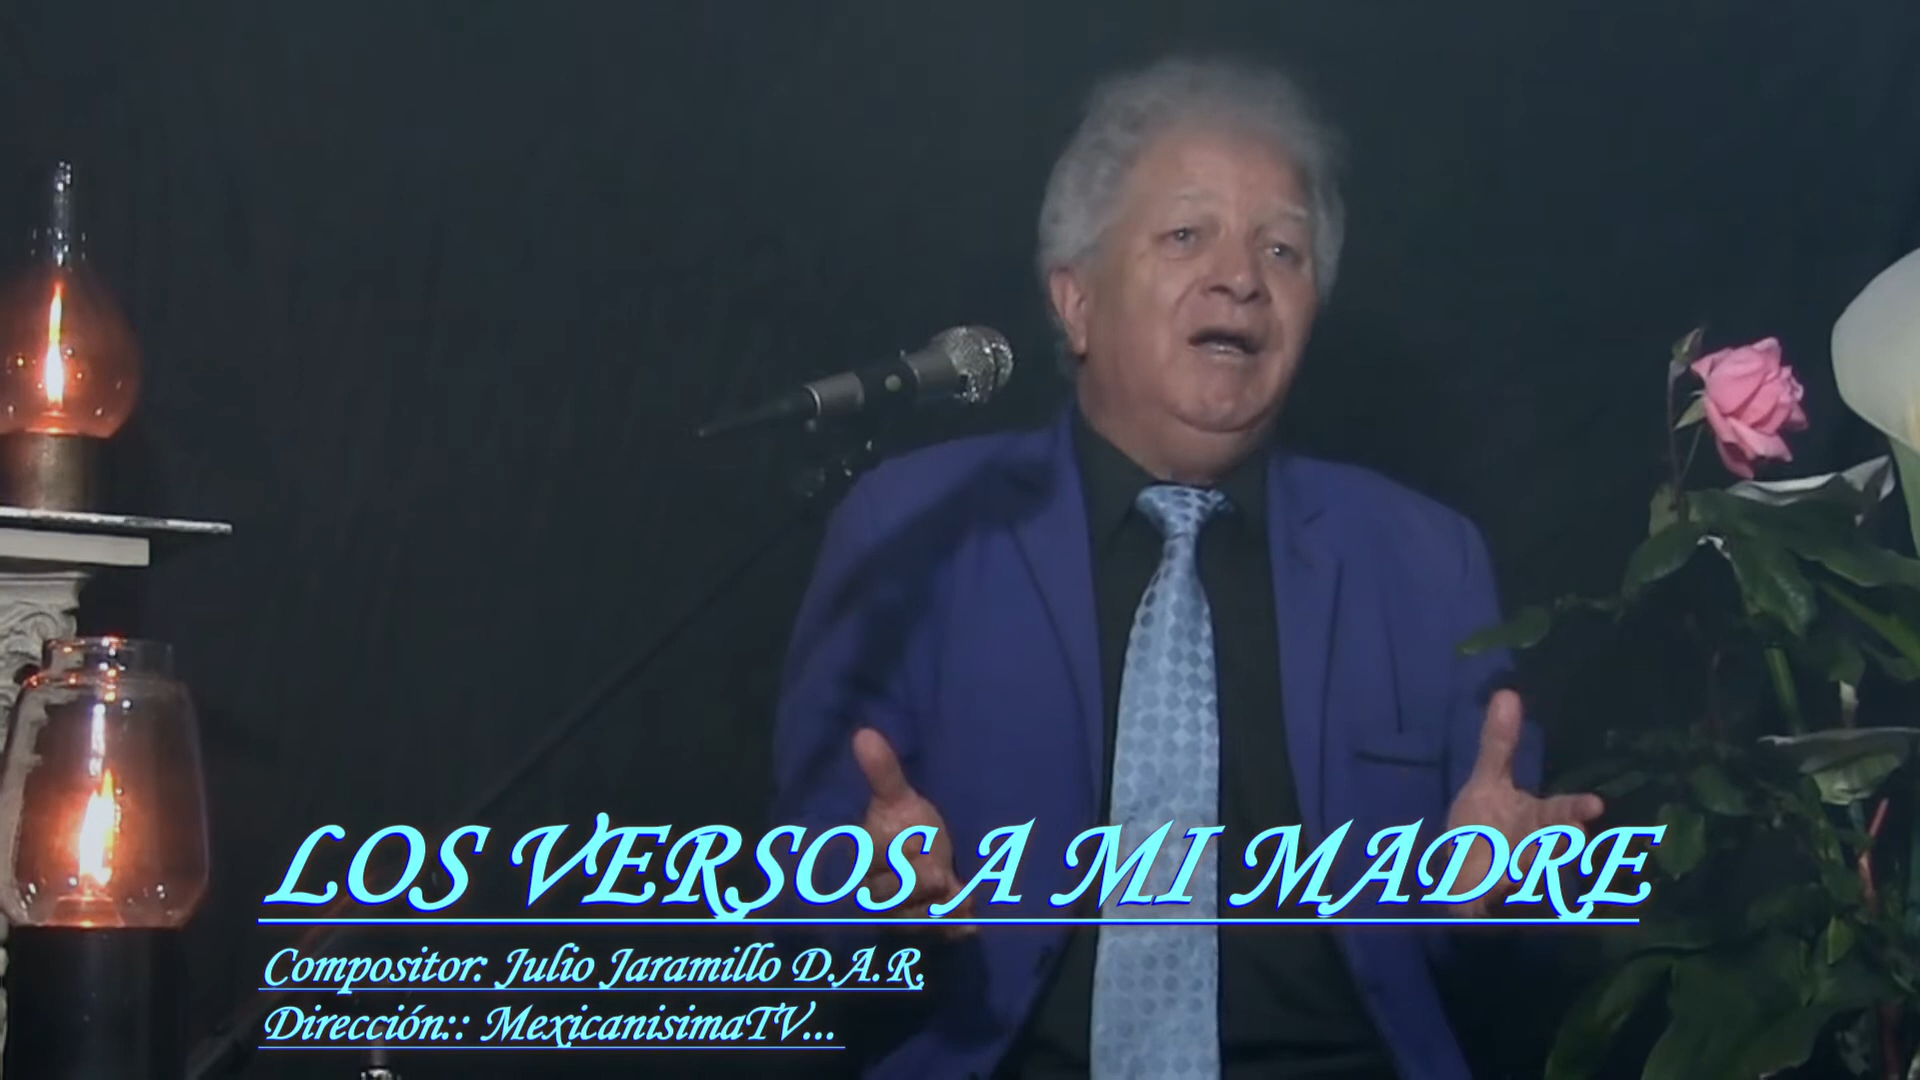 LOS VERSOS A MI MADRE
Compositor: Julio Jaramillo D.A.R.
Dirección:: MexicanisimaTV...